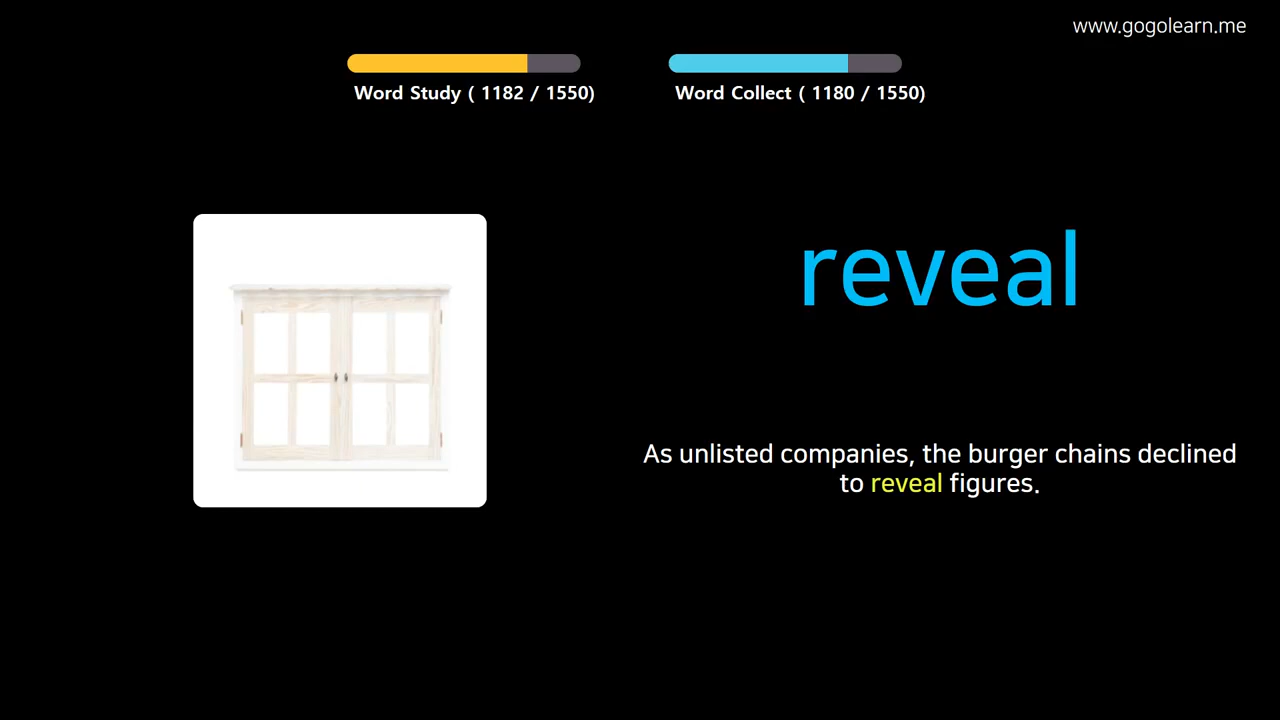 www.gogolearn.me
Word Study ( 1182 / 1550)
Word Collect ( 1180 / 1550)
reveal
As unlisted companies, the burger chains declined
to reveal figures.